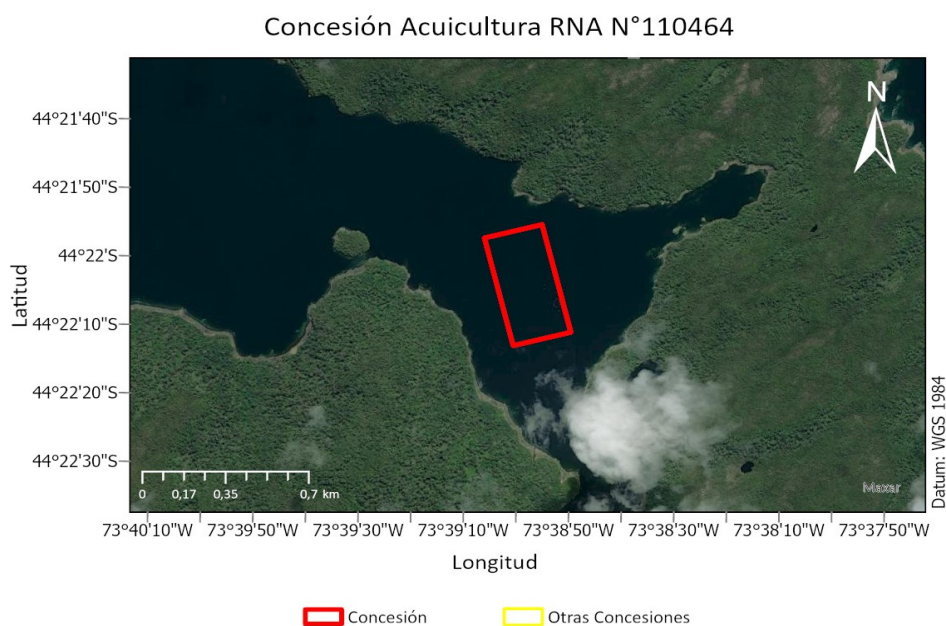 Concesión Acuicultura RNA N°110464
N
44°21'40"S
44°21'50"S
44°22'S
44°22'10"S
44°22'20"S
44°22'30"S
Latitud
0 0,17 0,35 0,7 km
Maxar
Datum: WGS 1984
73°40'10"W 73°39'50"W 73°39'30"W 73°39'10"W 73°38'50"W 73°38'30"W 73°38'10"W 73°37'50"W
Longitud
Concesión Otras Concesiones